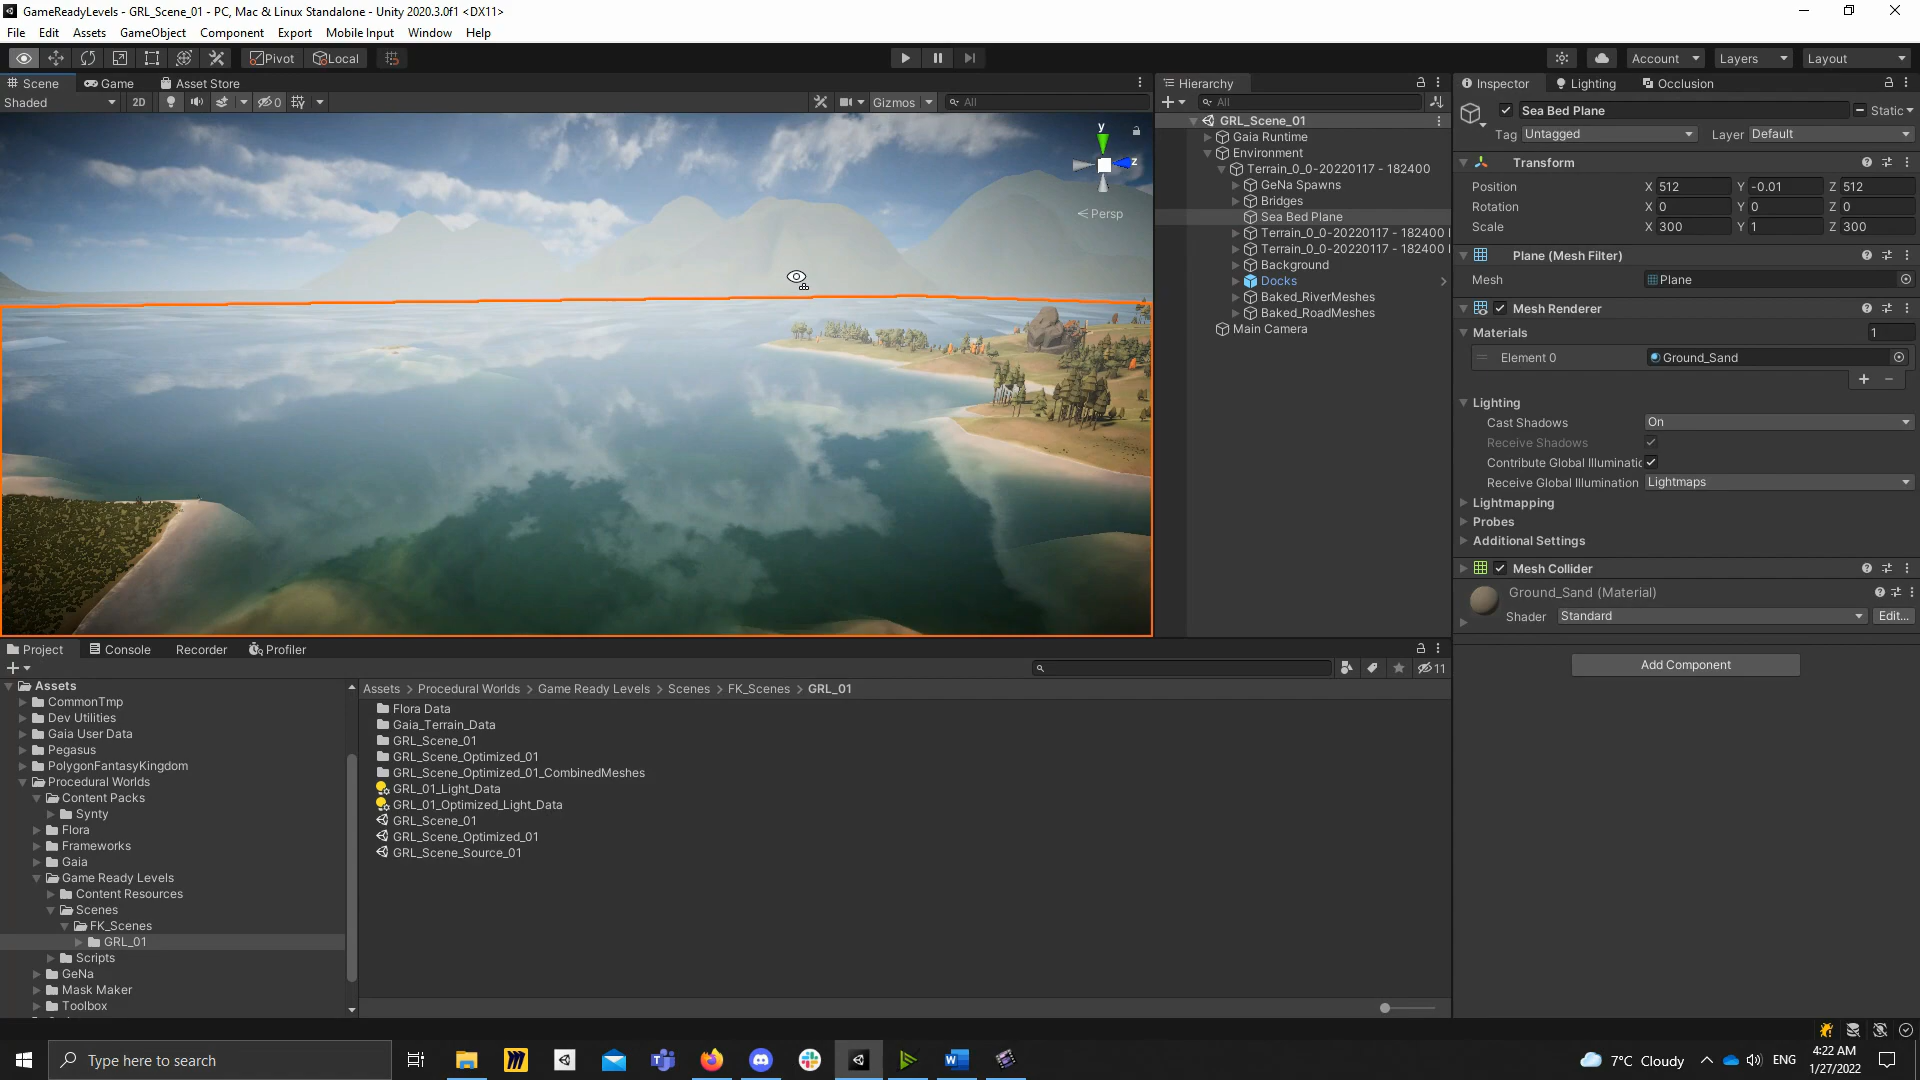 GameReadyLevels - GRL_Scene_01 - PC, Mac & Linux Standalone - Unity 2020.3.0f1 <DX11>
File Edit Assets GameObject Component Export Mobile Input Window Help
Pivot Local Account Layers Layout
Scene Game Asset Store
Shaded 2D 0 Gizmos All
y
z
Persp
Hierarchy
All
GRL_Scene_01
Gaia Runtime
Environment
Terrain_0_0-20220117 - 182400
GeNa Spawns
Bridges
Sea Bed Plane
Terrain_0_0-20220117 - 182400
Terrain_0_0-20220117 - 182400
Background
Docks
Baked_RiverMeshes
Baked_RoadMeshes
Main Camera
Inspector Lighting Occlusion
Sea Bed Plane Static
Tag Untagged Layer Default
Transform
Position X 512 Y -0.01 Z 512
Rotation X 0 Y 0 Z 0
Scale X 300 Y 1 Z 300
Plane (Mesh Filter)
Mesh Plane
Mesh Renderer
Materials 1
Element 0 Ground_Sand
Lighting
Cast Shadows On
Receive Shadows
Contribute Global Illuminatic
Receive Global Illumination Lightmaps
Lightmapping
Probes
Additional Settings
Mesh Collider
Ground_Sand (Material)
Shader Standard Edit...
Add Component
Project Console Recorder Profiler
11
Assets
CommonTmp
Dev Utilities
Gaia User Data
Pegasus
PolygonFantasyKingdom
Procedural Worlds
Content Packs
Synty
Flora
Frameworks
Gaia
Game Ready Levels
Content Resources
Scenes
FK_Scenes
GRL_01
Scripts
GeNa
Mask Maker
Toolbox
Assets > Procedural Worlds > Game Ready Levels > Scenes > FK_Scenes > GRL_01
Flora Data
Gaia_Terrain_Data
GRL_Scene_01
GRL_Scene_Optimized_01
GRL_Scene_Optimized_01_CombinedMeshes
GRL_01_Light_Data
GRL_01_Optimized_Light_Data
GRL_Scene_01
GRL_Scene_Optimized_01
GRL_Scene_Source_01
Type here to search
7°C Cloudy
ENG
4:22 AM
1/27/2022